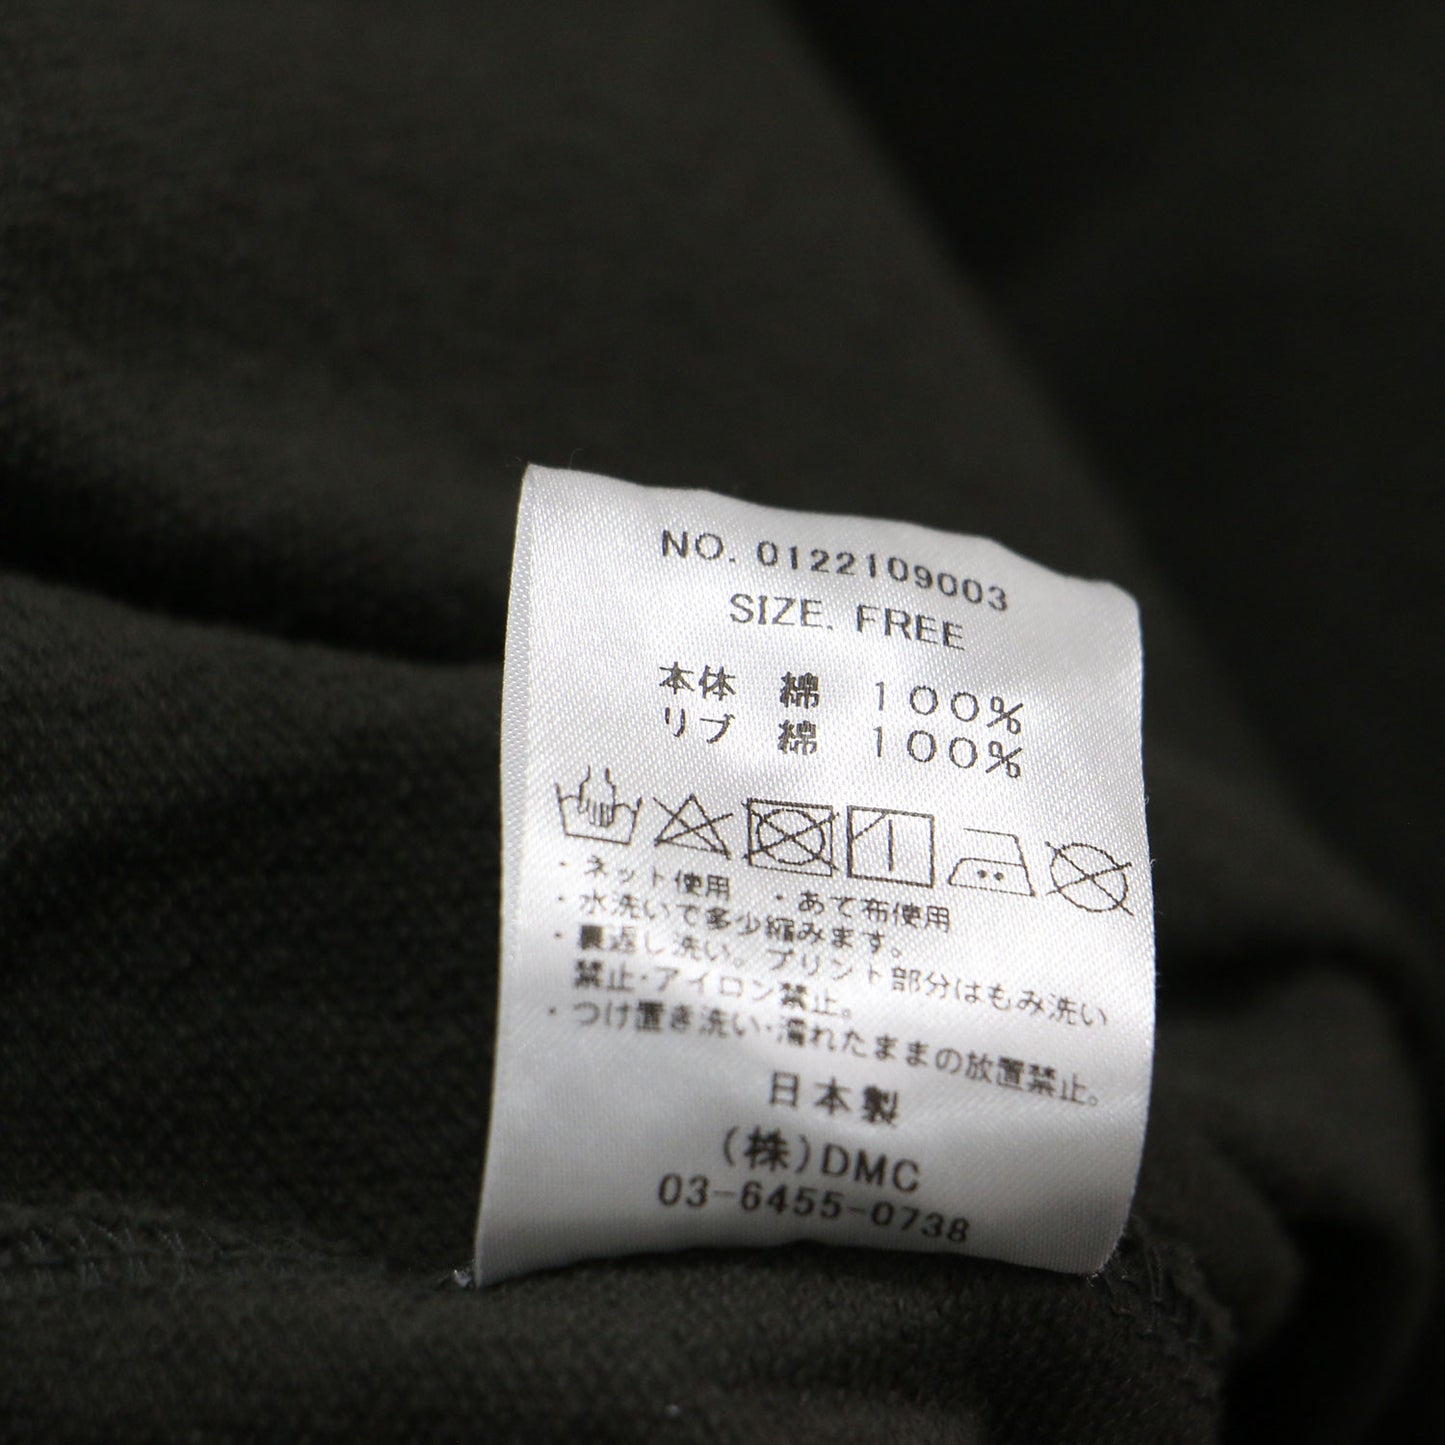 NO. 0122109003
SIZE. FREE
本体 綿 100%
リブ 綿 100%
・ネット使用 ・あて布使用
・水洗いで多少縮みます。
・裏返し洗い。プリント部分はもみ洗い
禁止・アイロン禁止。
・つけ置き洗い・濡れたままの放置禁止。
日本製
(株)DMC
03-6455-0738